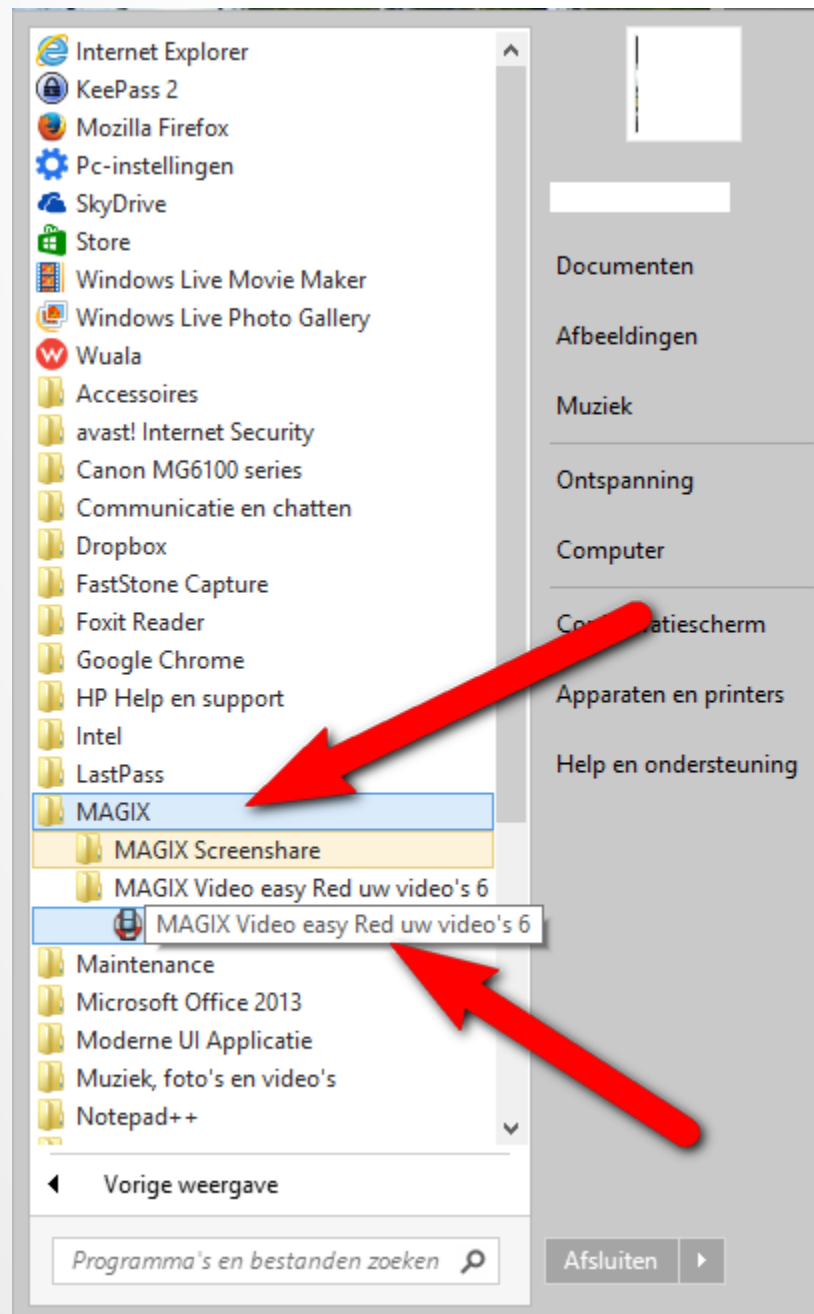 Internet Explorer
KeePass 2
Mozilla Firefox
Pc-instellingen
SkyDrive
Store
Windows Live Movie Maker
Windows Live Photo Gallery
Wuala
Accessoires
avast! Internet Security
Canon MG6100 series
Communicatie en chatten
Dropbox
FastStone Capture
Foxit Reader
Google Chrome
HP Help en support
Intel
LastPass
MAGIX
MAGIX Screenshare
MAGIX Video easy Red uw video's 6
MAGIX Video easy Red uw video's 6
Maintenance
Microsoft Office 2013
Moderne UI Applicatie
Muziek, foto's en video's
Notepad++
Vorige weergave
Programma's en bestanden zoeken
Documenten
Afbeeldingen
Muziek
Ontspanning
Computer
Apparaten en printers
Help en ondersteuning
Afsluiten